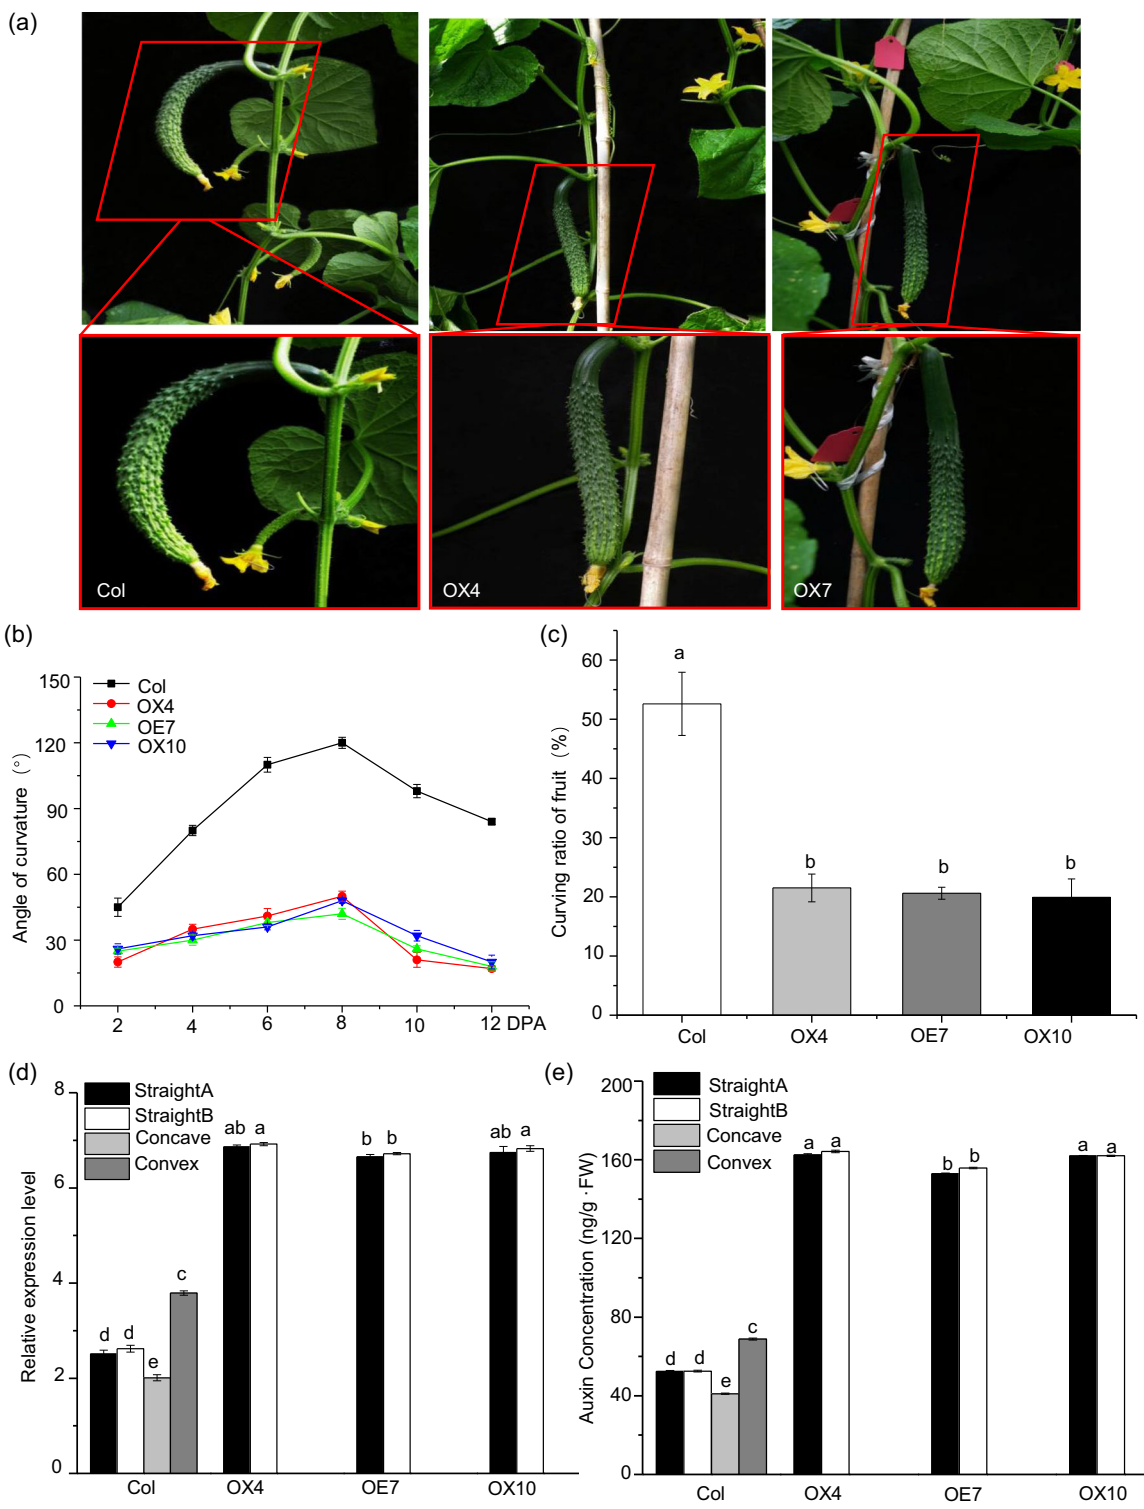 (a)
Col
OX4
OX7
(b)
Angle of curvature (°)
150
120
90
60
30
0
Col
OX4
OE7
OX10
2
4
6
8
10
12 DPA
(c)
Curving ratio of fruit (%)
60
50
40
30
20
10
0
a
b
b
b
Col
OX4
OE7
OX10
(d)
Relative expression level
8
6
4
2
0
StraightA
StraightB
Concave
Convex
d
d
e
c
ab
a
b
b
ab
a
Col
OX4
OE7
OX10
(e)
Auxin Concentration (ng/g · FW)
200
160
120
80
40
0
StraightA
StraightB
Concave
Convex
d
d
e
c
a
a
b
b
a
a
Col
OX4
OE7
OX10